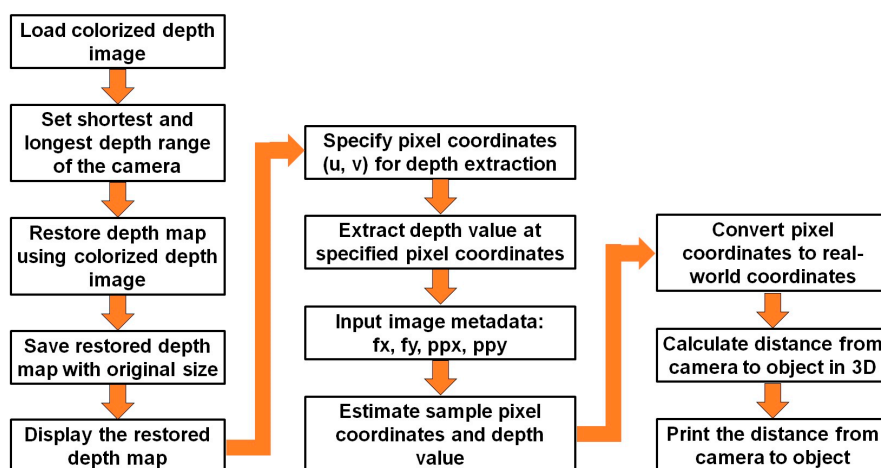 Load colorized depth
image
Set shortest and
longest depth range
of the camera
Restore depth map
using colorized depth
image
Save restored depth
map with original size
Display the restored
depth map
Specify pixel coordinates
(u, v) for depth extraction
Extract depth value at
specified pixel coordinates
Input image metadata:
fx, fy, ppx, ppy
Estimate sample pixel
coordinates and depth
value
Convert pixel
coordinates to real-
world coordinates
Calculate distance from
camera to object in 3D
Print the distance from
camera to object